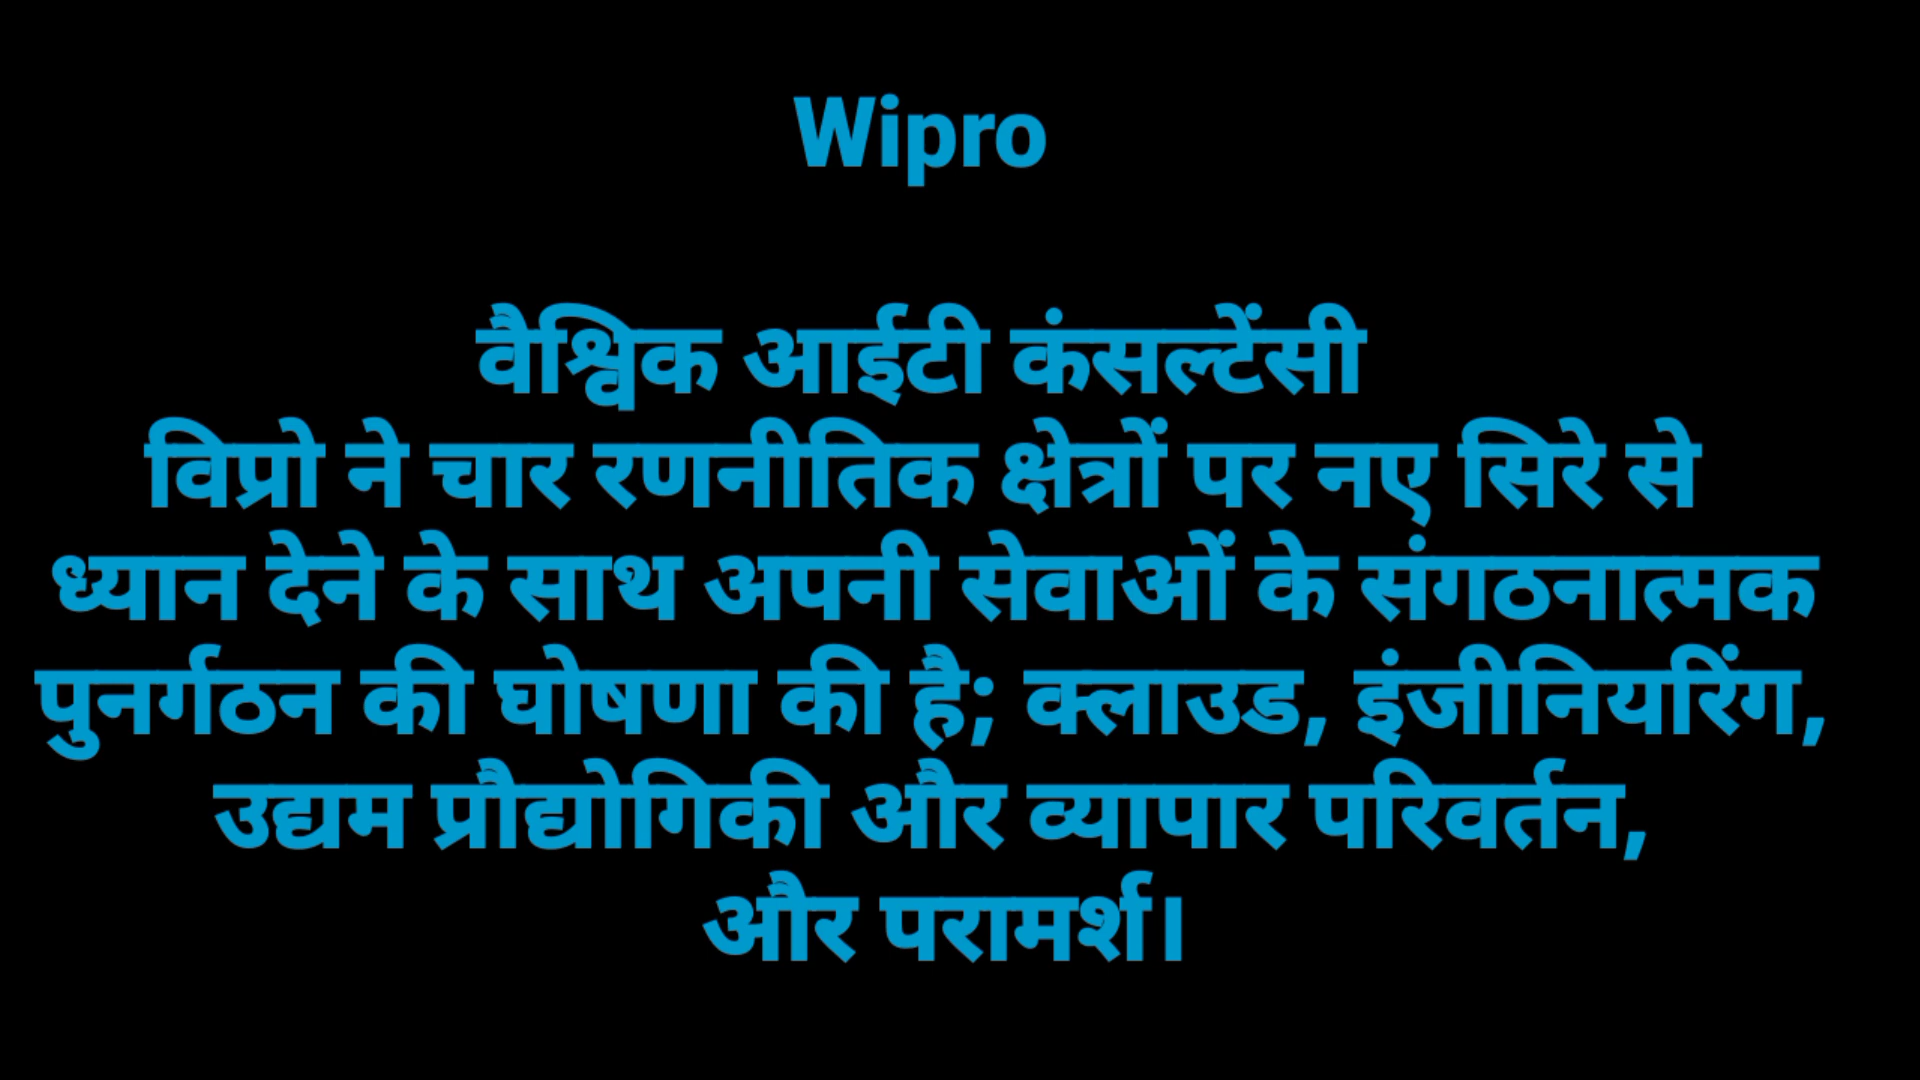 Wipro
वैश्विक आईटी कंसल्टेंसी
विप्रो ने चार रणनीतिक क्षेत्रों पर नए सिरे से
ध्यान देने के साथ अपनी सेवाओं के संगठनात्मक
पुनर्गठन की घोषणा की है; क्लाउड, इंजीनियरिंग,
उद्यम प्रौद्योगिकी और व्यापार परिवर्तन,
और परामर्श।